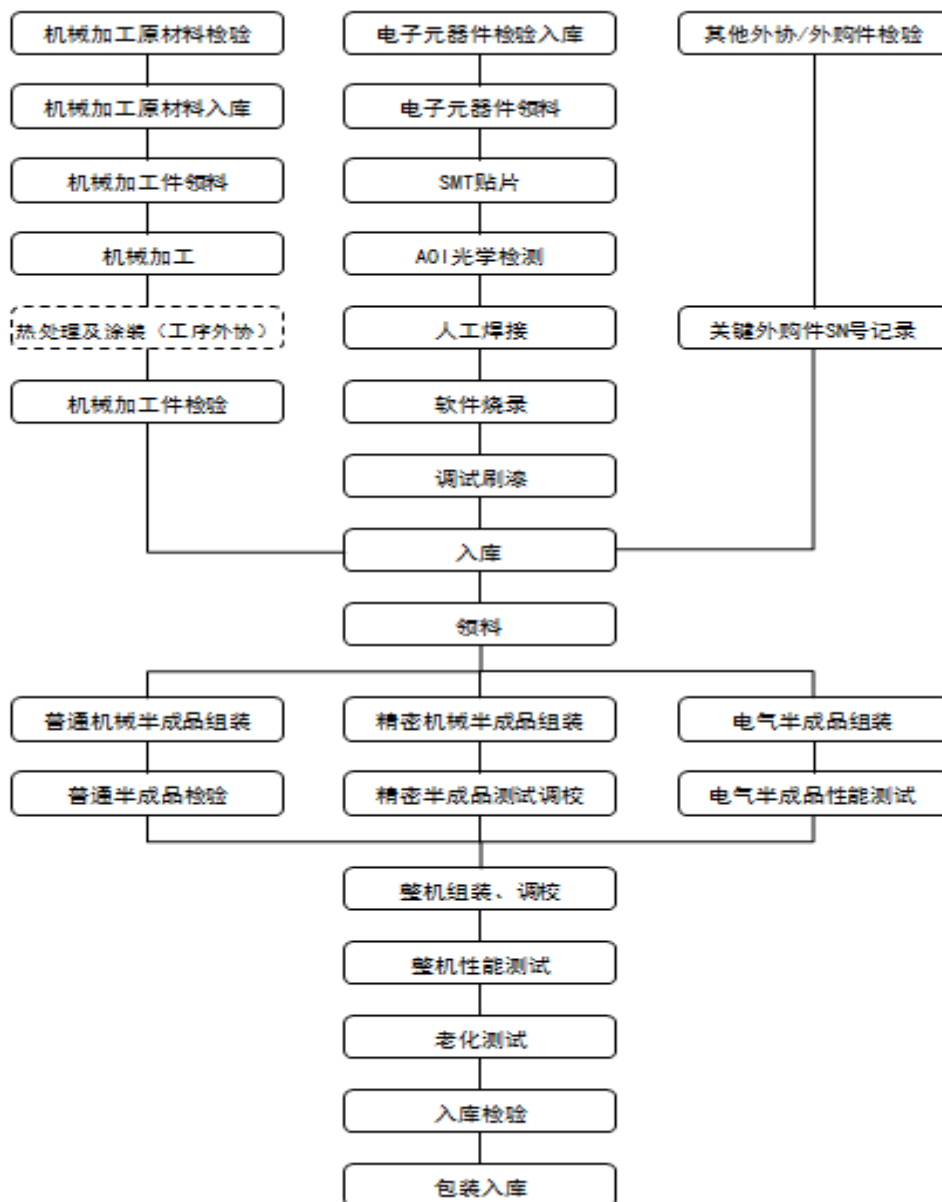 机械加工原材料检验
电子元器件检验入库
其他外协/外购件检验
机械加工原材料入库
电子元器件领料
机械加工件领料
SMT贴片
机械加工
AOI光学检测
热处理及涂装（工序外协）
人工焊接
关键外购件SN号记录
机械加工件检验
软件烧录
调试刷漆
入库
领料
普通机械半成品组装
精密机械半成品组装
电气半成品组装
普通半成品检验
精密半成品测试调校
电气半成品性能测试
整机组装、调校
整机性能测试
老化测试
入库检验
包装入库